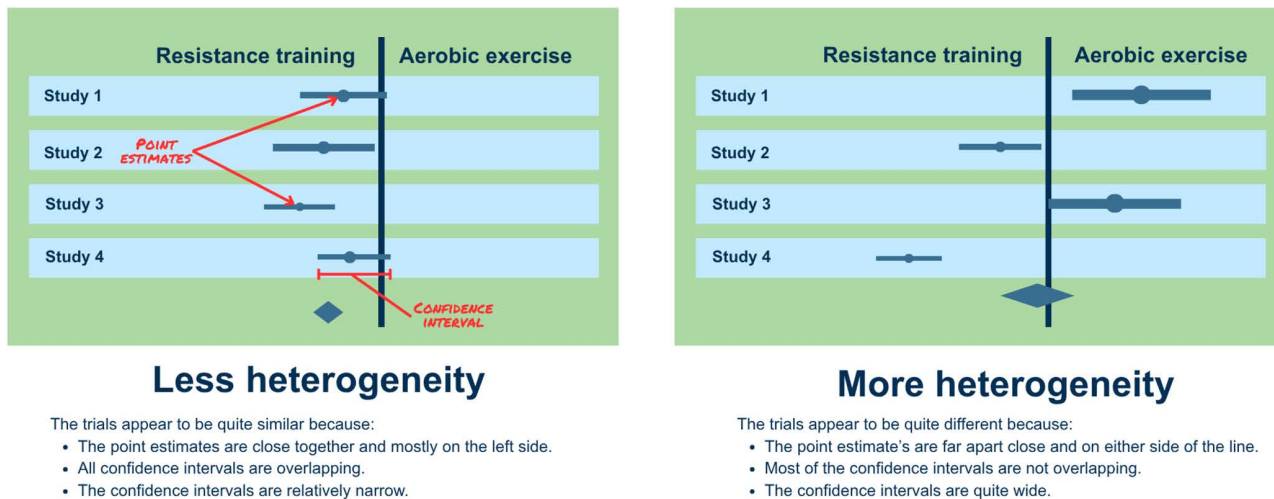 Resistance training
Aerobic exercise
Study 1
Study 2
Study 3
Study 4
POINT
ESTIMATES
CONFIDENCE
INTERVAL
Less heterogeneity
The trials appear to be quite similar because:
• The point estimates are close together and mostly on the left side.
• All confidence intervals are overlapping.
• The confidence intervals are relatively narrow.
Resistance training
Aerobic exercise
Study 1
Study 2
Study 3
Study 4
More heterogeneity
The trials appear to be quite different because:
• The point estimate's are far apart close and on either side of the line.
• Most of the confidence intervals are not overlapping.
• The confidence intervals are quite wide.